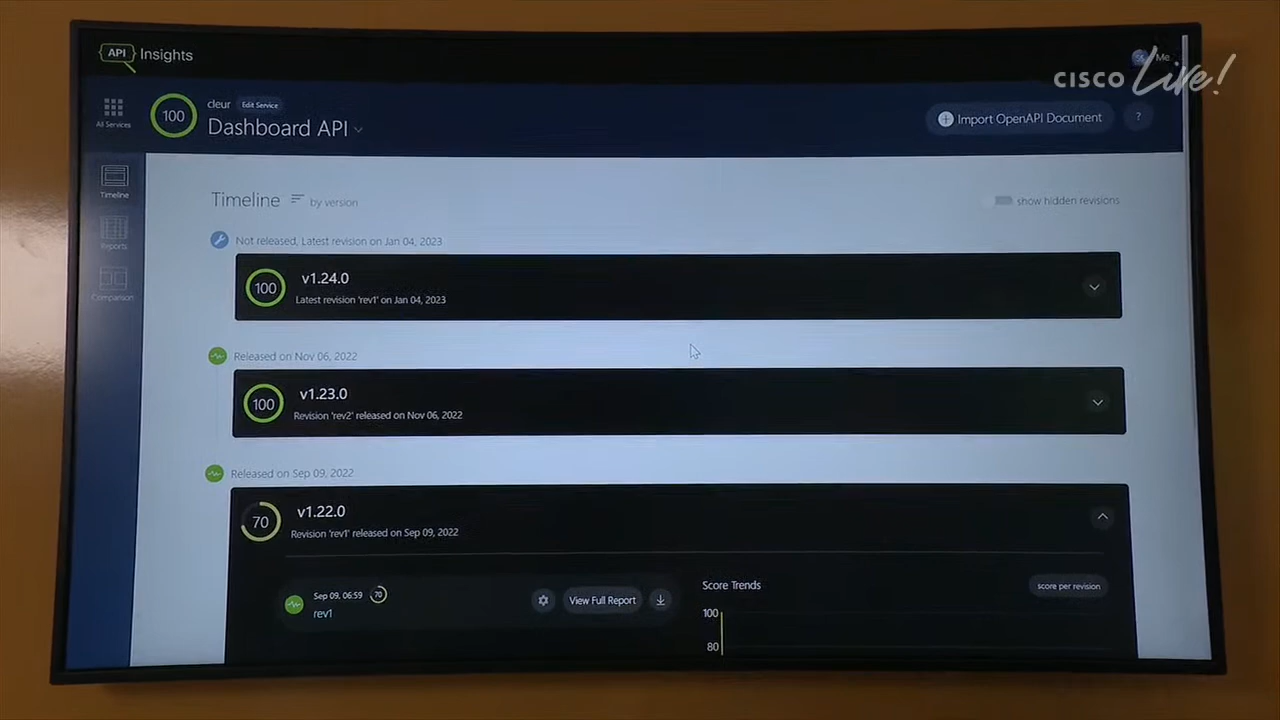 API Insights
Me
CISCO Live!
All Services
100
cleur Edit Service
Dashboard API
Import OpenAPI Document
?
Timeline
Reports
Comparison
Timeline by version
show hidden revisions
Not released, Latest revision on Jan 04, 2023
100
v1.24.0
Latest revision 'rev1' on Jan 04, 2023
Released on Nov 06, 2022
100
v1.23.0
Revision 'rev2' released on Nov 06, 2022
Released on Sep 09, 2022
70
v1.22.0
Revision 'rev1' released on Sep 09, 2022
Sep 09, 06:59 70
rev1
View Full Report
Score Trends
score per revision
100
80